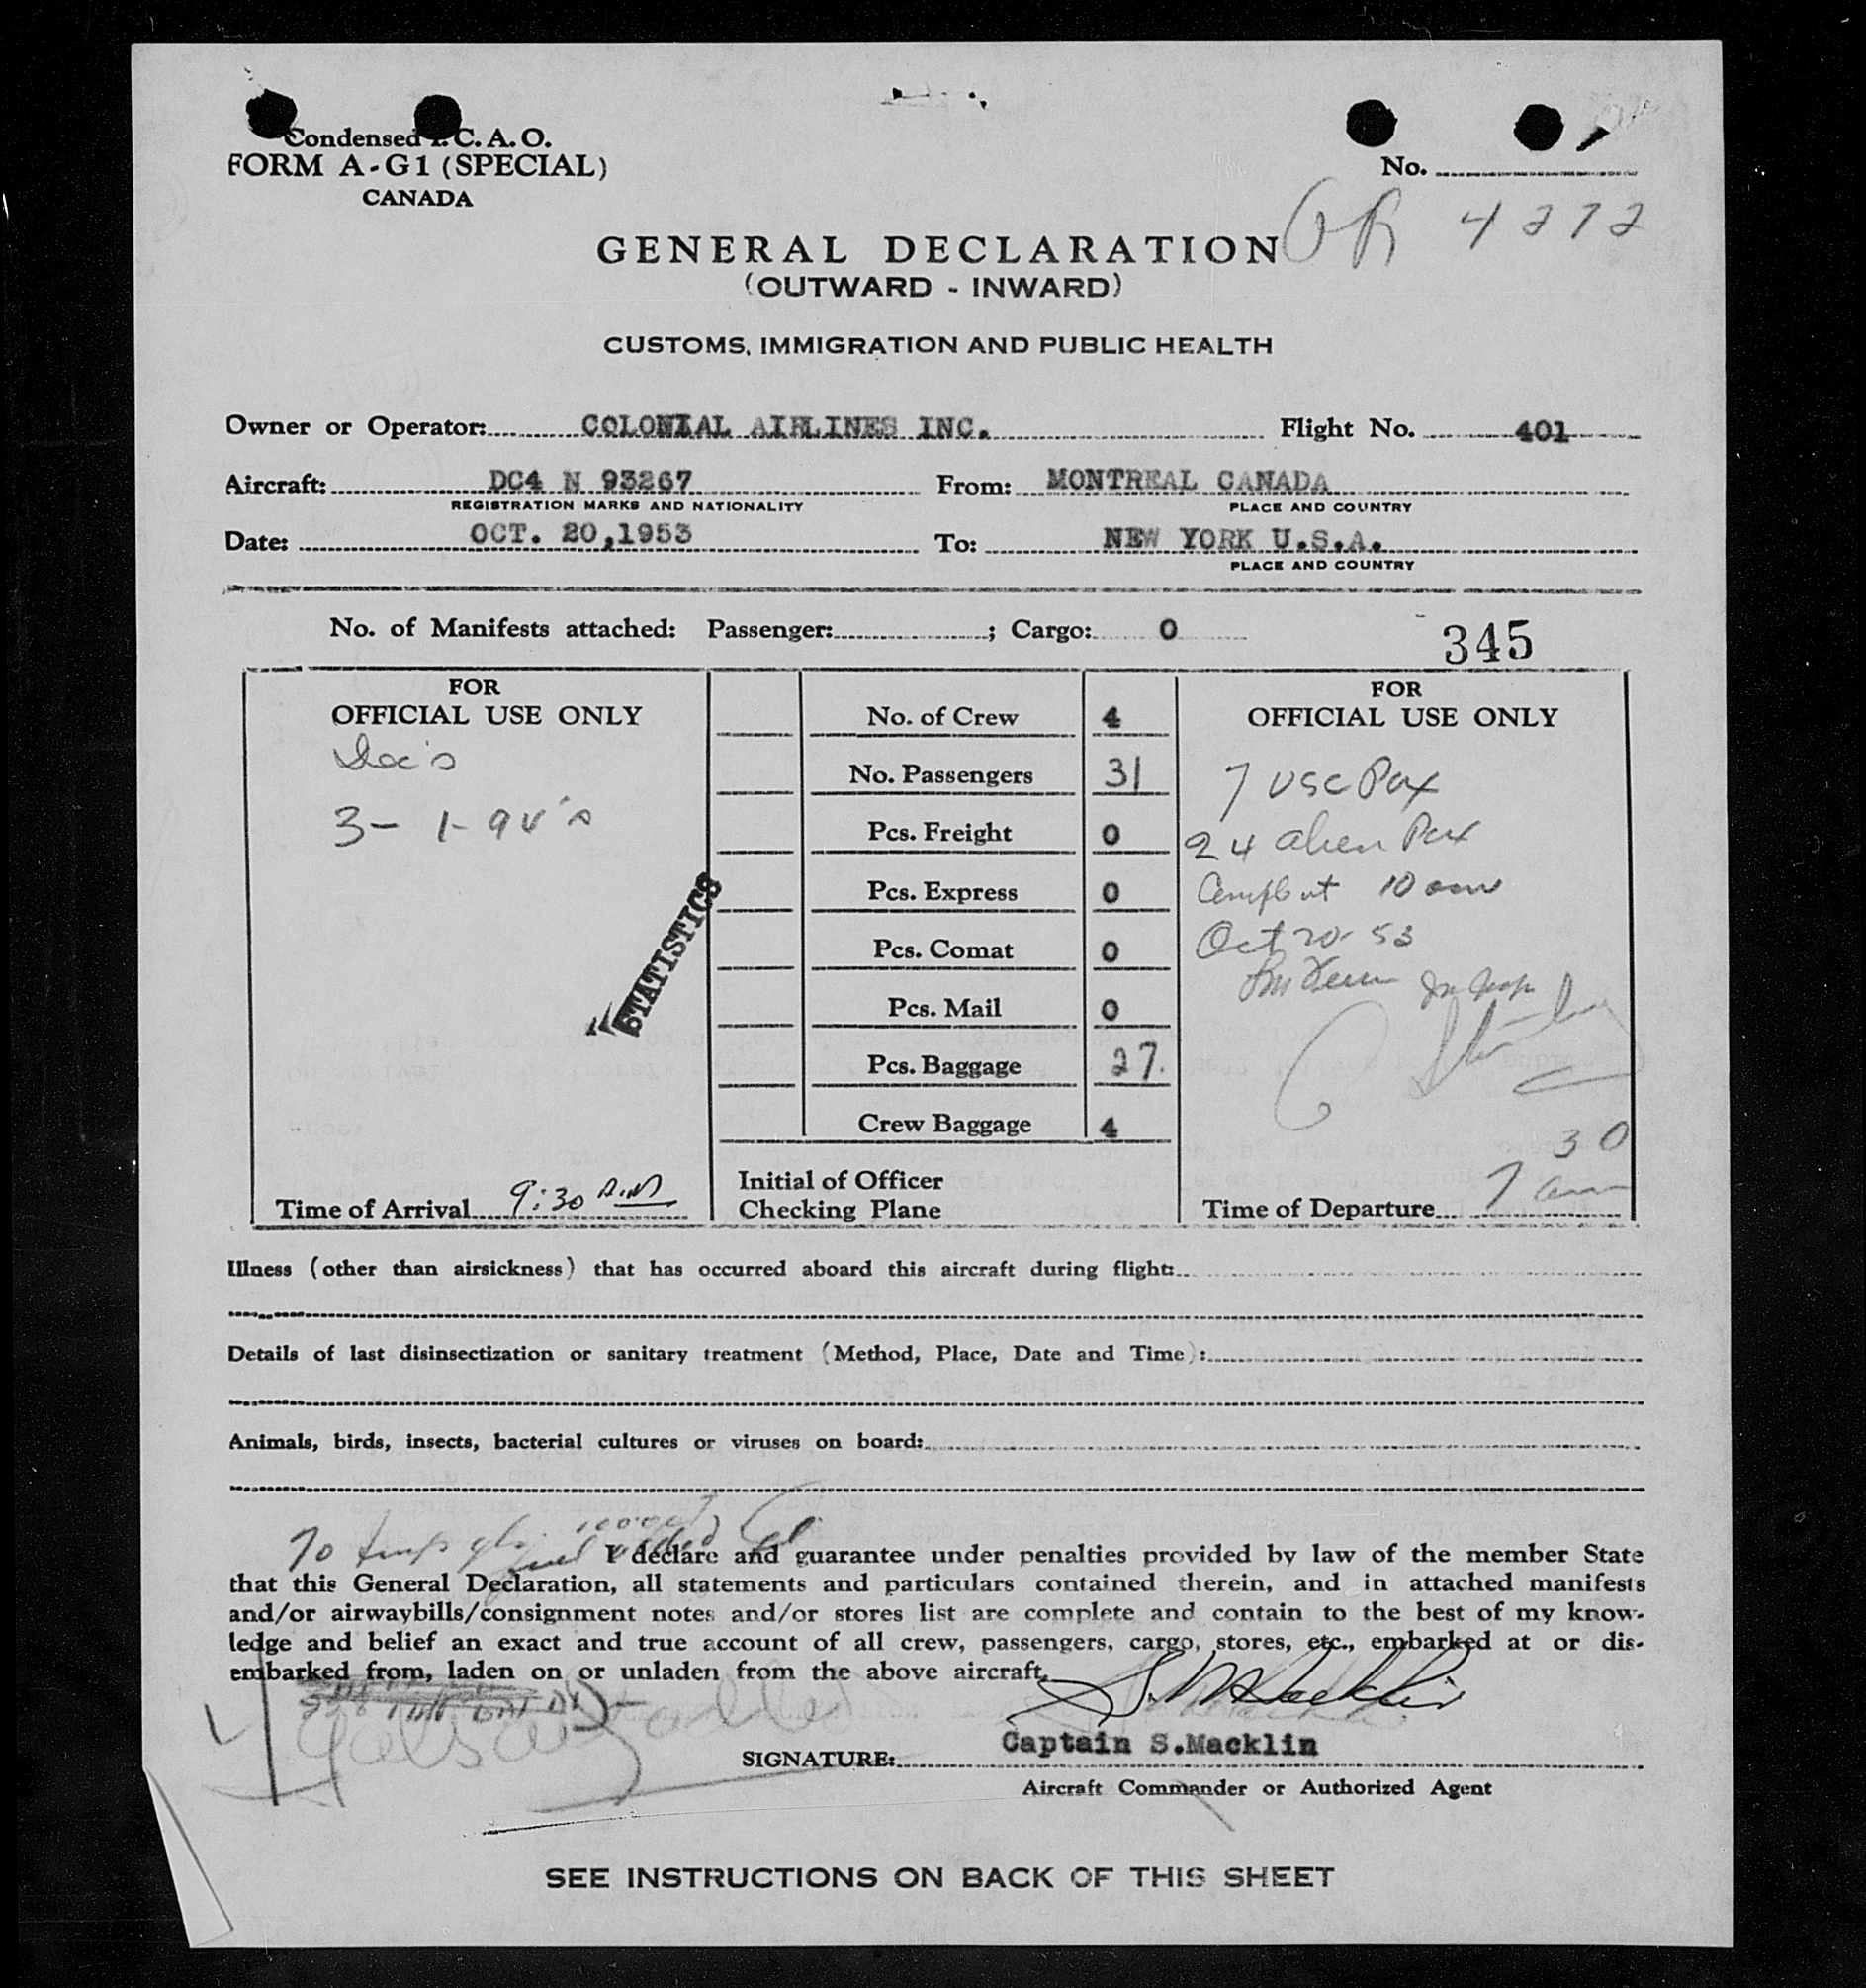 Condensed I.C.A.O.
FORM A-G1 (SPECIAL)
CANADA
No.
4272
GENERAL DECLARATION
(OUTWARD - INWARD)
CUSTOMS, IMMIGRATION AND PUBLIC HEALTH
Owner or Operator: COLONIAL AIRLINES INC. Flight No. 401
Aircraft: DC4 N 93267 From: MONTREAL CANADA
REGISTRATION MARKS AND NATIONALITY PLACE AND COUNTRY
Date: OCT. 20,1953 To: NEW YORK U.S.A.
PLACE AND COUNTRY
No. of Manifests attached: Passenger: ; Cargo: 0
345
FOR
OFFICIAL USE ONLY
3- 1-94's
STATISTICS
Time of Arrival 9:30 A.M
No. of Crew 4
No. Passengers 31
Pcs. Freight 0
Pcs. Express 0
Pcs. Comat 0
Pcs. Mail 0
Pcs. Baggage 27.
Crew Baggage 4
Initial of Officer
Checking Plane
FOR
OFFICIAL USE ONLY
7 USC Pax
24 alien Pax
10 am
Oct 20-53
Time of Departure 7 30 am
Illness (other than airsickness) that has occurred aboard this aircraft during flight:
Details of last disinsectization or sanitary treatment (Method, Place, Date and Time):
Animals, birds, insects, bacterial cultures or viruses on board:
I declare and guarantee under penalties provided by law of the member State
that this General Declaration, all statements and particulars contained therein, and in attached manifests
and/or airwaybills/consignment notes and/or stores list are complete and contain to the best of my know-
ledge and belief an exact and true account of all crew, passengers, cargo, stores, etc., embarked at or dis-
embarked from, laden on or unladen from the above aircraft.
S. Macklin
Captain S.Macklin
SIGNATURE:
Aircraft Commander or Authorized Agent
SEE INSTRUCTIONS ON BACK OF THIS SHEET